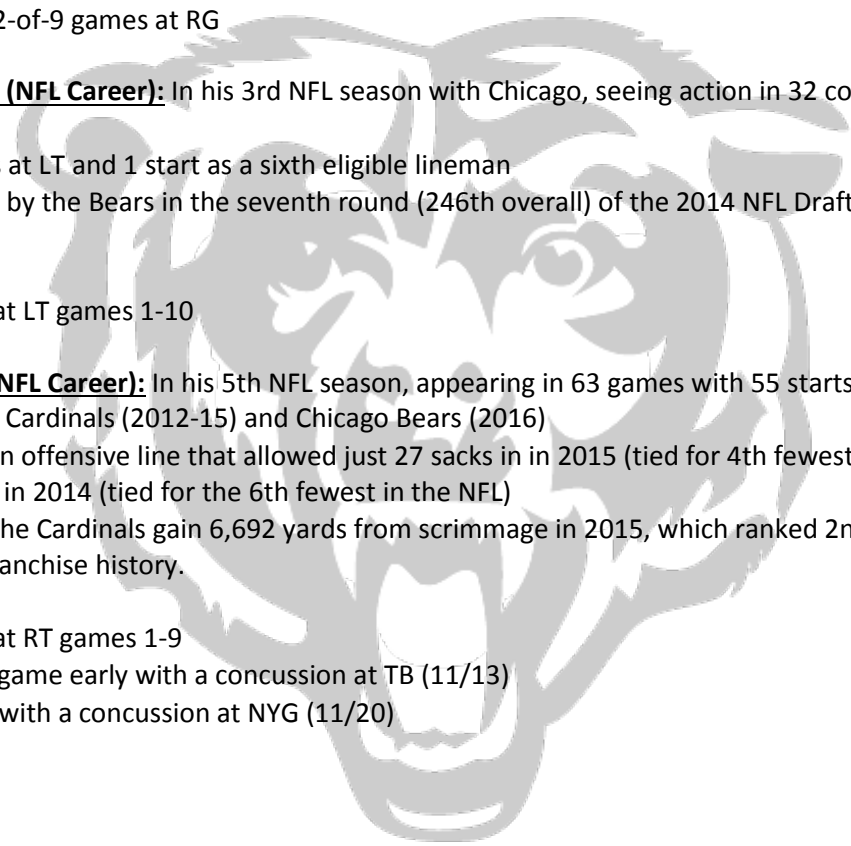 2-of-9 games at RG
(NFL Career): In his 3rd NFL season with Chicago, seeing action in 32 co
at LT and 1 start as a sixth eligible lineman
by the Bears in the seventh round (246th overall) of the 2014 NFL Draft
at LT games 1-10
NFL Career): In his 5th NFL season, appearing in 63 games with 55 starts
Cardinals (2012-15) and Chicago Bears (2016)
n offensive line that allowed just 27 sacks in in 2015 (tied for 4th fewest
in 2014 (tied for the 6th fewest in the NFL)
he Cardinals gain 6,692 yards from scrimmage in 2015, which ranked 2n
anchise history.
at RT games 1-9
game early with a concussion at TB (11/13)
with a concussion at NYG (11/20)